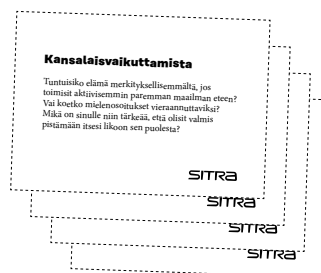 Kansalaisvaikuttamista
Tuntuisiko elämä merkityksellisemmältä, jos
toimisit aktiivisemmin paremman maailman eteen?
Vai koetko mielenosoitukset vieraannuttaviksi?
Mikä on sinulle niin tärkeää, että olisit valmis
pistämään itsesi likoon sen puolesta?
SITRA
SITRA
SITRA
SITRA